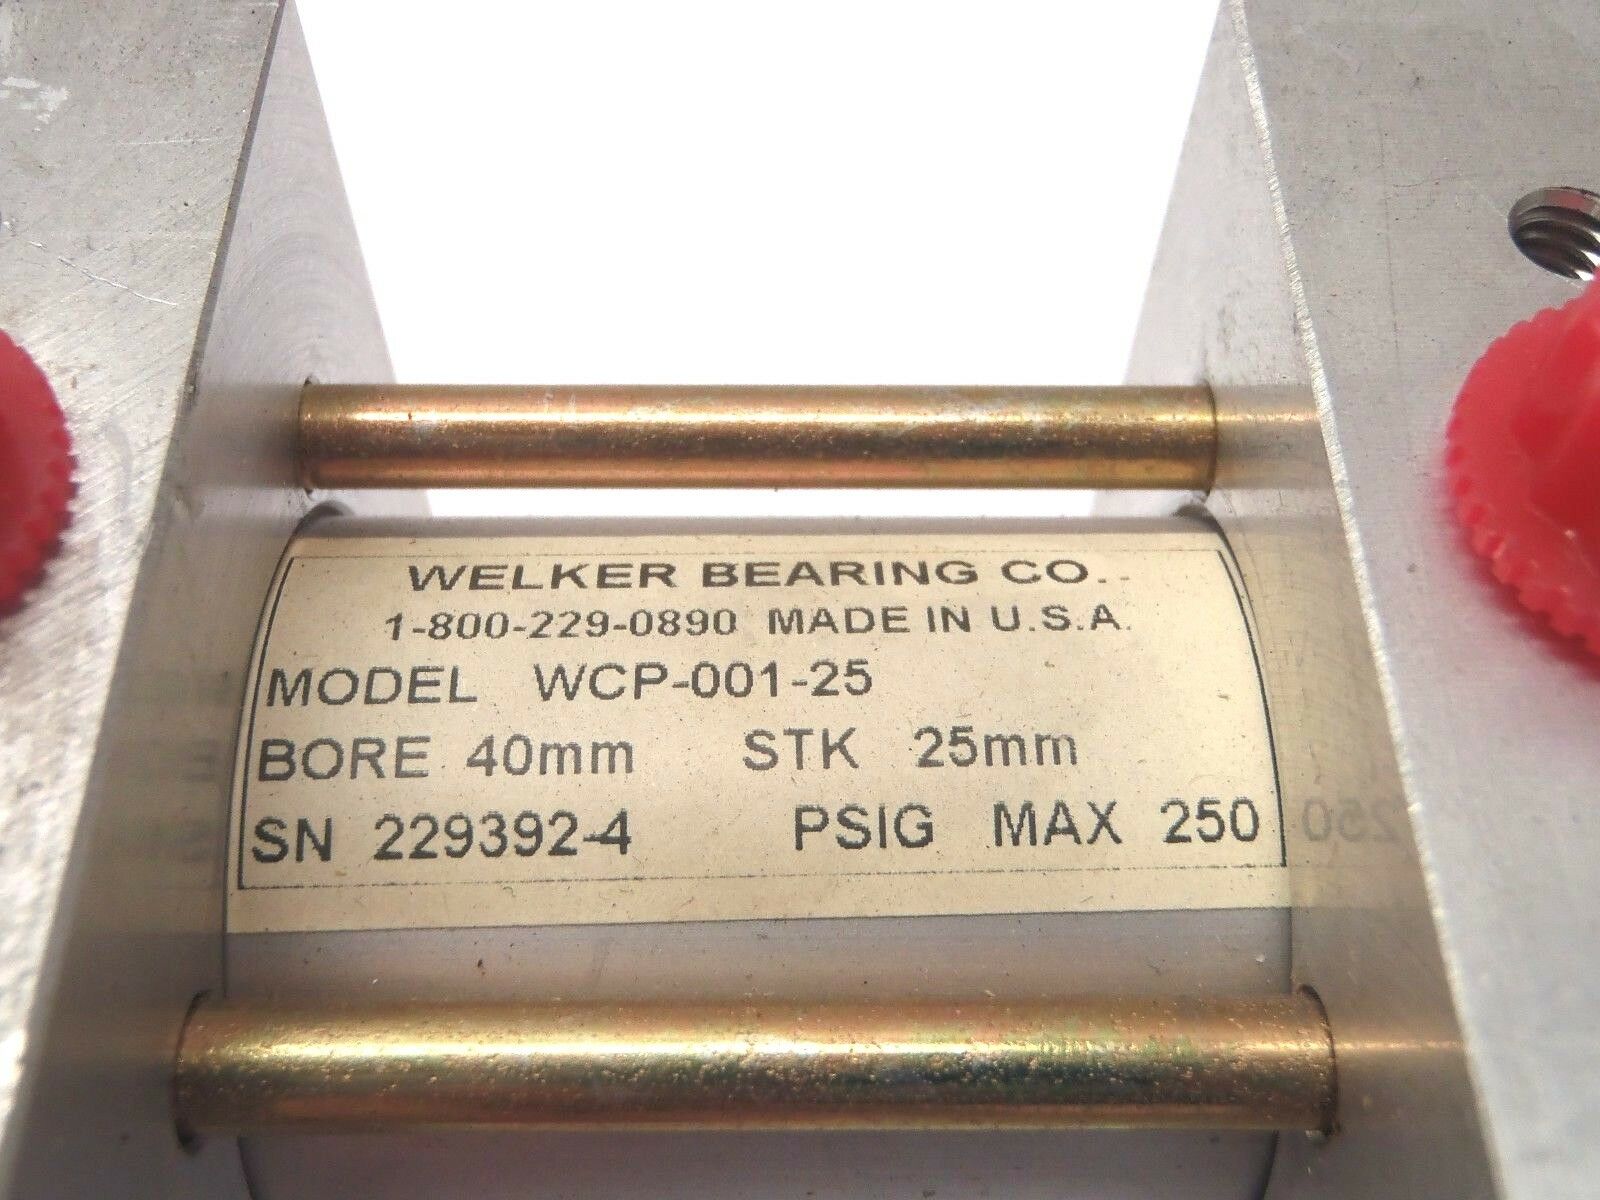 WELKER BEARING CO.
1-800-229-0890 MADE IN U.S.A.
MODEL WCP-001-25
BORE 40mm STK 25mm
SN 229392-4 PSIG MAX 250